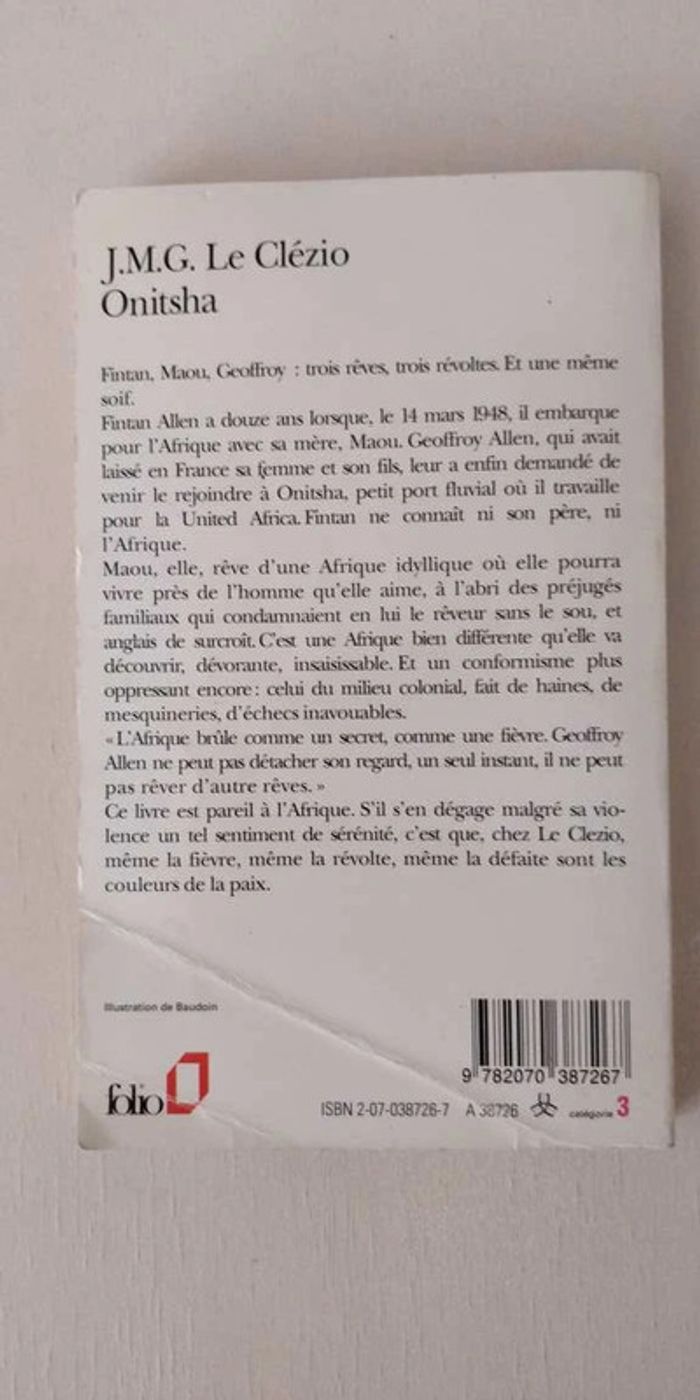 J.M.G. Le Clézio
Onitsha
Fintan, Maou, Geoffroy : trois rêves, trois révoltes. Et une même
soif.
Fintan Allen a douze ans lorsque, le 14 mars 1948, il embarque
pour l'Afrique avec sa mère, Maou. Geoffroy Allen, qui avait
laissé en France sa femme et son fils, leur a enfin demandé de
venir le rejoindre à Onitsha, petit port fluvial où il travaille
pour la United Africa. Fintan ne connaît ni son père, ni
l'Afrique.
Maou, elle, rêve d'une Afrique idyllique où elle pourra
vivre près de l'homme qu'elle aime, à l'abri des préjugés
familiaux qui condamnaient en lui le rêveur sans le sou, et
anglais de surcroît. C'est une Afrique bien différente qu'elle va
découvrir, dévorante, insaisissable. Et un conformisme plus
oppressant encore : celui du milieu colonial, fait de haines, de
mesquineries, d'échecs inavouables.
« L'Afrique brûle comme un secret, comme une fièvre. Geoffroy
Allen ne peut pas détacher son regard, un seul instant, il ne peut
pas rêver d'autre rêves. »
Ce livre est pareil à l'Afrique. S'il s'en dégage malgré sa vio-
lence un tel sentiment de sérénité, c'est que, chez Le Clezio,
même la fièvre, même la révolte, même la défaite sont les
couleurs de la paix.
Illustration de Baudoin
9 782070 387267
folio
ISBN 2-07-038726-7 A 38726 catégorie 3